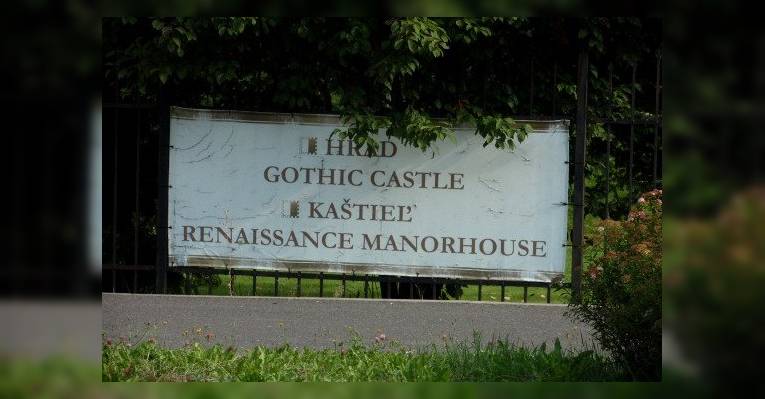 HRAD
GOTHIC CASTLE
KAŠTIEĽ
RENAISSANCE MANORHOUSE